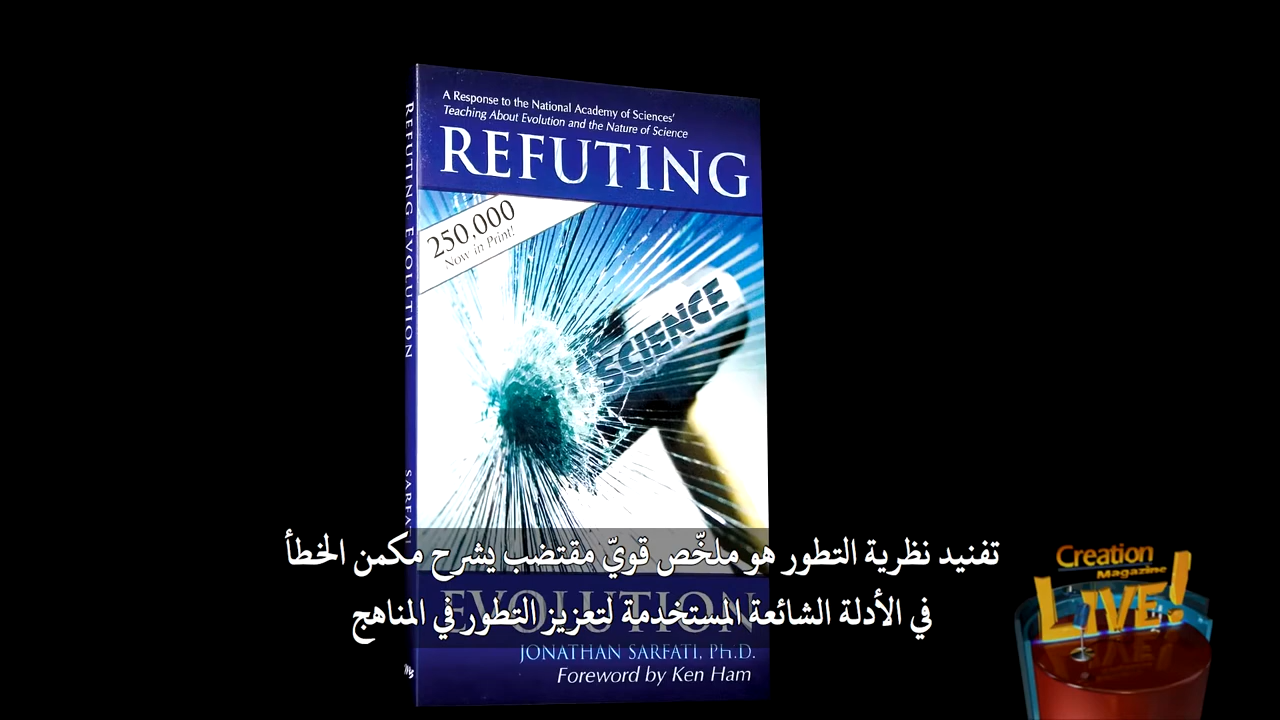 A Response to the National Academy of Sciences'
Teaching About Evolution and the Nature of Science
REFUTING
250,000
Now in Print!
SCIENCE
EVOLUTION
JONATHAN SARFATI, PH.D.
Foreword by Ken Ham
REFUTING EVOLUTION
SARFATI
تفنيد نظرية التطور هو ملخّص قويّ مقتضب يشرح مكمن الخطأ
في الأدلة الشائعة المستخدمة لتعزيز التطور في المناهج
Creation
Magazine
LIVE!